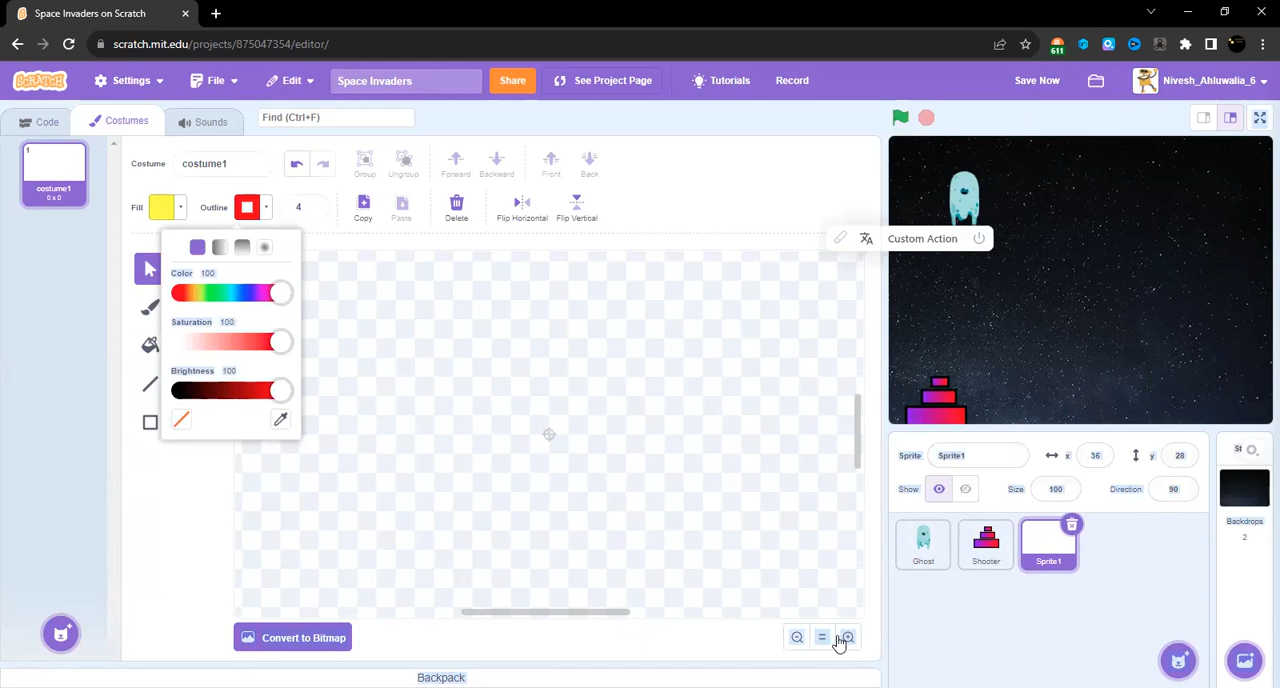 Space Invaders on Scratch
scratch.mit.edu/projects/875047354/editor/
611
SCRATCH
Settings
File
Edit
Space Invaders
Share
See Project Page
Tutorials
Record
Save Now
Nivesh_Ahluwalia_6
Code
Costumes
Sounds
Find (Ctrl+F)
1
costume1
0 x 0
Costume
costume1
Group
Ungroup
Forward
Backward
Front
Back
Fill
Outline
4
Copy
Paste
Delete
Flip Horizontal
Flip Vertical
Color 100
Saturation 100
Brightness 100
Custom Action
Convert to Bitmap
Backpack
Sprite
Sprite1
x
36
y
28
Show
Size
100
Direction
90
Ghost
Shooter
Sprite1
St
Backdrops
2